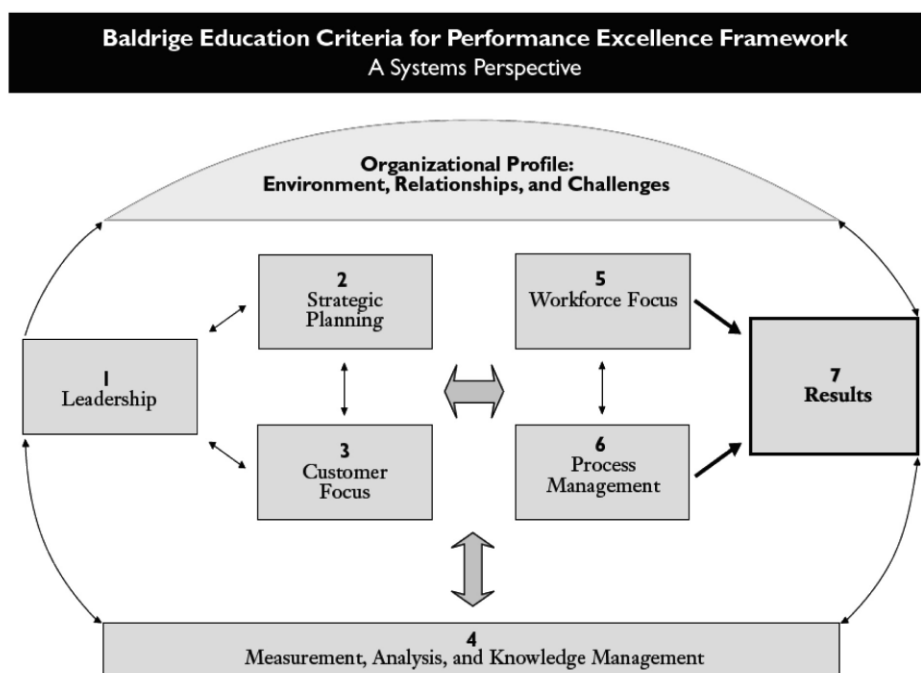 Baldrige Education Criteria for Performance Excellence Framework
A Systems Perspective
Organizational Profile:
Environment, Relationships, and Challenges
2
Strategic
Planning
5
Workforce Focus
1
Leadership
7
Results
3
Customer
Focus
6
Process
Management
4
Measurement, Analysis, and Knowledge Management